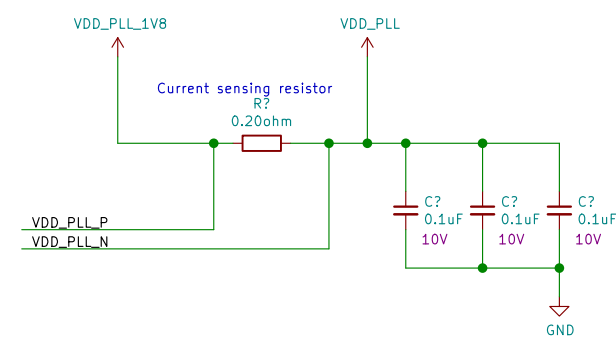 VDD_PLL_1V8
VDD_PLL
Current sensing resistor
R?
0.20ohm
VDD_PLL_P
VDD_PLL_N
C?
0.1uF
10V
C?
0.1uF
10V
C?
0.1uF
10V
GND